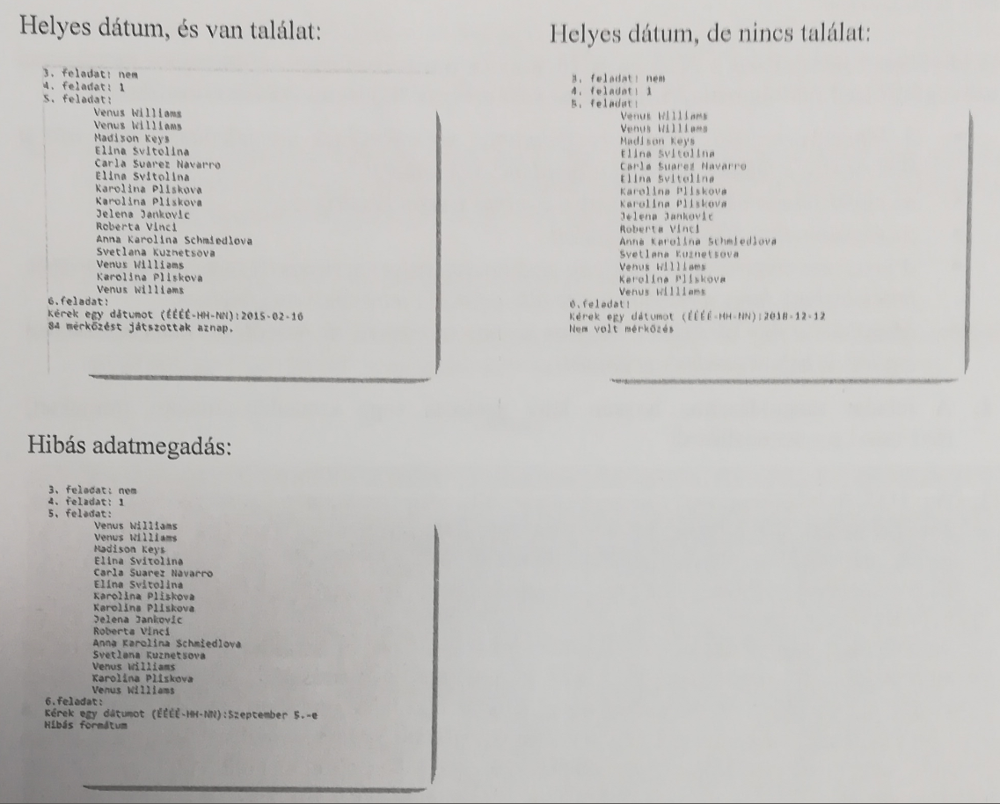 Helyes dátum, és van találat:
3. feladat: nem
4. feladat: 1
5. feladat:
Venus Williams
Venus Williams
Madison Keys
Elina Svitolina
Carla Suarez Navarro
Elina Svitolina
Karolina Pliskova
Karolina Pliskova
Jelena Jankovic
Roberta Vinci
Anna Karolina Schmiedlova
Svetlana Kuznetsova
Venus Williams
Karolina Pliskova
Venus Williams
6.feladat:
Kérek egy dátumot (ÉÉÉÉ-HH-NN):2015-02-16
84 mérkőzést játszottak aznap.
Helyes dátum, de nincs találat:
3. feladat: nem
4. feladat: 1
5. feladat:
Venus Williams
Venus Williams
Madison Keys
Elina Svitolina
Carla Suarez Navarro
Elina Svitolina
Karolina Pliskova
Karolina Pliskova
Jelena Jankovic
Roberta Vinci
Anna Karolina Schmiedlova
Svetlana Kuznetsova
Venus Williams
Karolina Pliskova
Venus Williams
6.feladat:
Kérek egy dátumot (ÉÉÉÉ-HH-NN):2018-12-12
Nem volt mérkőzés
Hibás adatmegadás:
3. feladat: nem
4. feladat: 1
5. feladat:
Venus Williams
Venus Williams
Madison Keys
Elina Svitolina
Carla Suarez Navarro
Elina Svitolina
Karolina Pliskova
Karolina Pliskova
Jelena Jankovic
Roberta Vinci
Anna Karolina Schmiedlova
Svetlana Kuznetsova
Venus Williams
Karolina Pliskova
Venus Williams
6.feladat:
Kérek egy dátumot (ÉÉÉÉ-HH-NN):Szeptember 5.-e
Hibás formátum